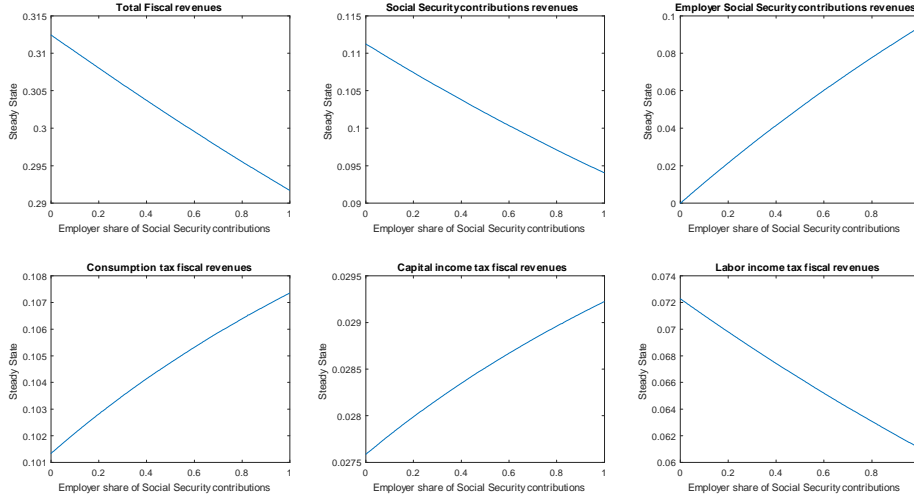 Total Fiscal revenues
0.315
0.31
0.305
0.3
0.295
0.29
Steady State
0 0.2 0.4 0.6 0.8 1
Employer share of Social Security contributions
Social Security contributions revenues
0.115
0.11
0.105
0.1
0.095
0.09
Steady State
0 0.2 0.4 0.6 0.8 1
Employer share of Social Security contributions
Employer Social Security contributions revenues
0.1
0.08
0.06
0.04
0.02
0
Steady State
0 0.2 0.4 0.6 0.8
Employer share of Social Security contributions
Consumption tax fiscal revenues
0.108
0.107
0.106
0.105
0.104
0.103
0.102
0.101
Steady State
0 0.2 0.4 0.6 0.8 1
Employer share of Social Security contributions
Capital income tax fiscal revenues
0.0295
0.029
0.0285
0.028
0.0275
Steady State
0 0.2 0.4 0.6 0.8 1
Employer share of Social Security contributions
Labor income tax fiscal revenues
0.074
0.072
0.07
0.068
0.066
0.064
0.062
0.06
Steady State
0 0.2 0.4 0.6 0.8
Employer share of Social Security contributions